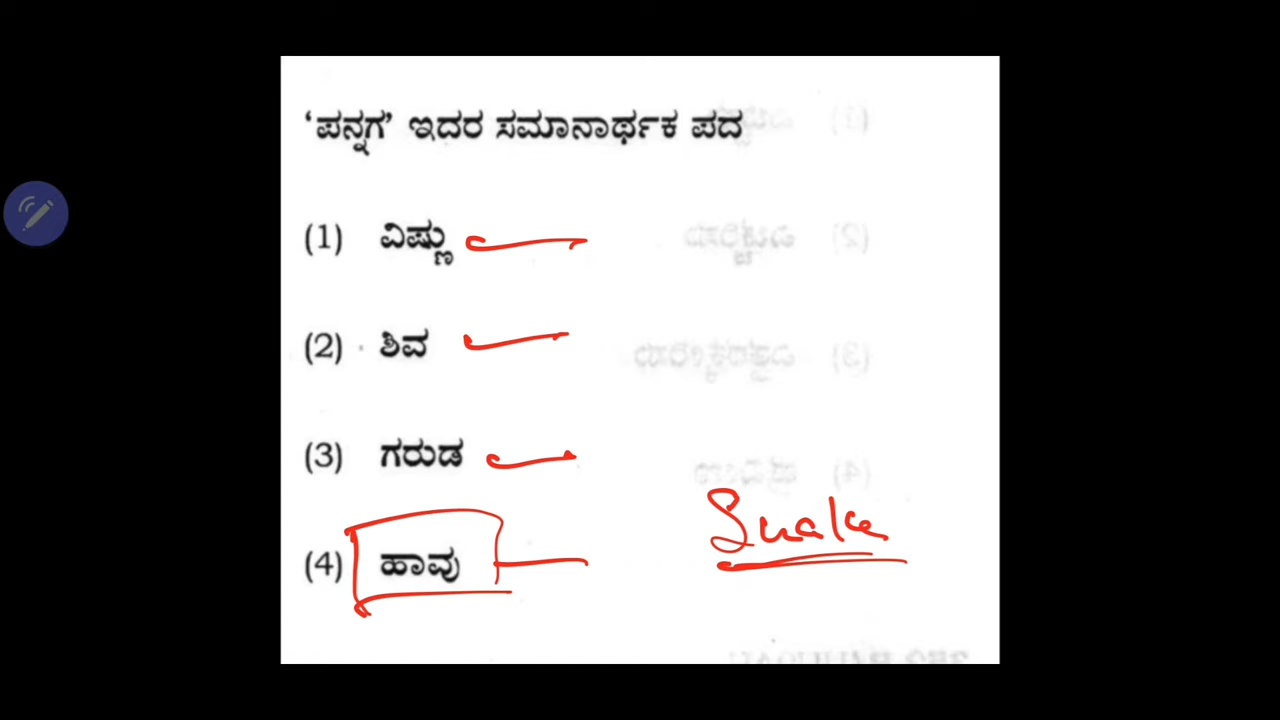 'ಪನ್ನಗ' ಇದರ ಸಮಾನಾರ್ಥಕ ಪದ
(1) ವಿಷ್ಣು
(2) ಶಿವ
(3) ಗರುಡ
(4) ಹಾವು
Snake